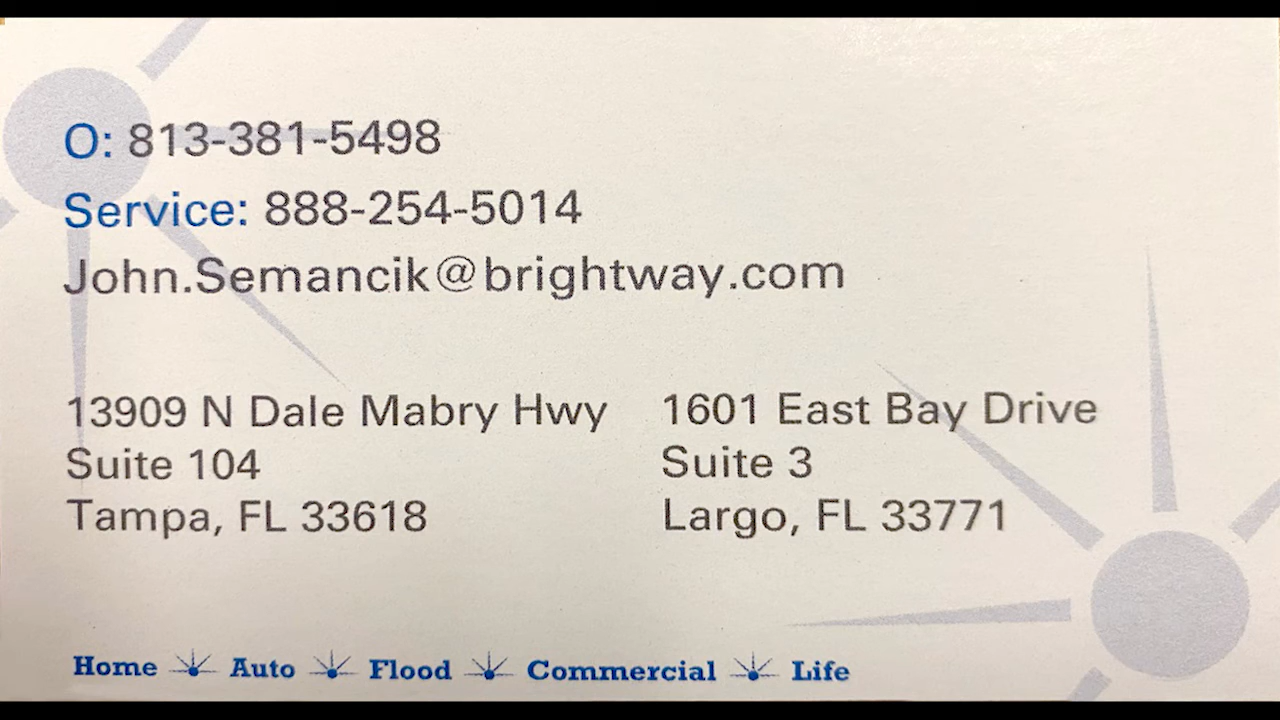 O: 813-381-5498
Service: 888-254-5014
John.Semancik@brightway.com
13909 N Dale Mabry Hwy
Suite 104
Tampa, FL 33618
1601 East Bay Drive
Suite 3
Largo, FL 33771
Home Auto Flood Commercial Life